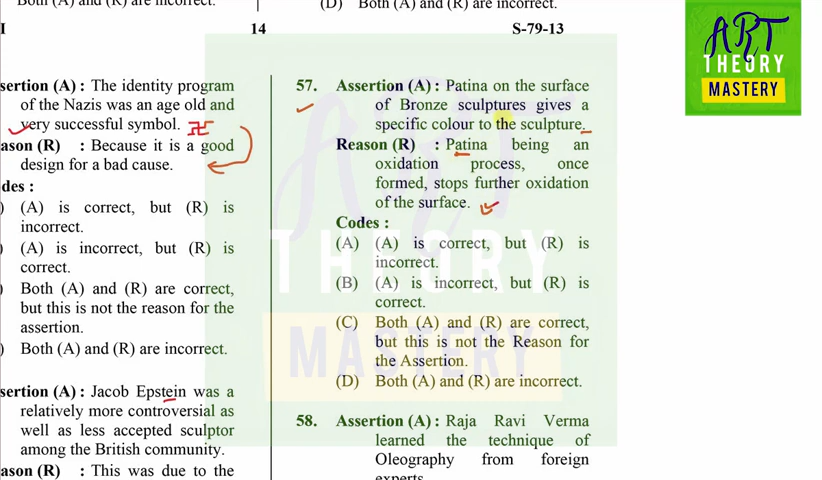 Both (A) and (R) are incorrect.
(D) Both (A) and (R) are incorrect.
I
14
S-79-13
ssertion (A) : The identity program
of the Nazis was an age old and
very successful symbol.
ason (R) : Because it is a good
design for a bad cause.
des :
) (A) is correct, but (R) is
incorrect.
) (A) is incorrect, but (R) is
correct.
) Both (A) and (R) are correct,
but this is not the reason for the
assertion.
) Both (A) and (R) are incorrect.
ssertion (A) : Jacob Epstein was a
relatively more controversial as
well as less accepted sculptor
among the British community.
ason (R) : This was due to the
57. Assertion (A) : Patina on the surface
of Bronze sculptures gives a
specific colour to the sculpture.
Reason (R) : Patina being an
oxidation process, once
formed, stops further oxidation
of the surface.
Codes :
(A) (A) is correct, but (R) is
incorrect.
(B) (A) is incorrect, but (R) is
correct.
(C) Both (A) and (R) are correct,
but this is not the Reason for
the Assertion.
(D) Both (A) and (R) are incorrect.
58. Assertion (A) : Raja Ravi Verma
learned the technique of
Oleography from foreign
experts.
ART
THEORY
MASTERY
ART
THEORY
MASTERY